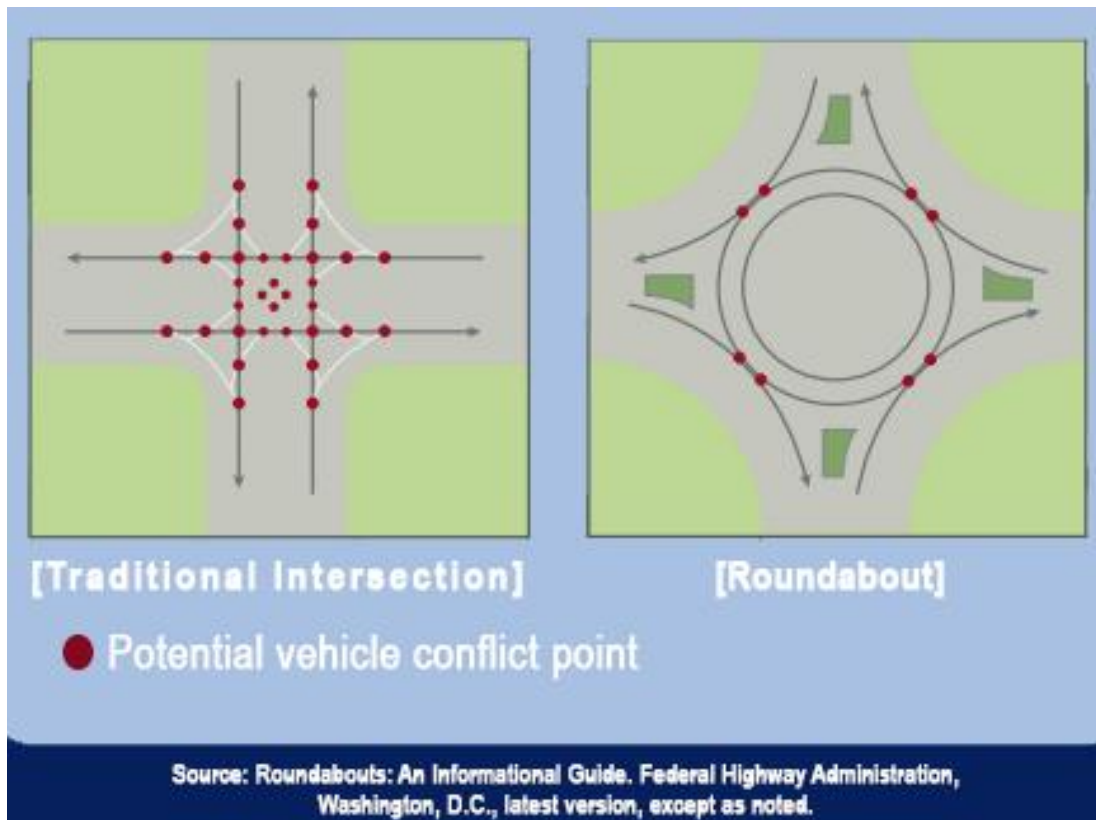 [Traditional Intersection]
[Roundabout]
Potential vehicle conflict point
Source: Roundabouts: An Informational Guide. Federal Highway Administration,
Washington, D.C., latest version, except as noted.